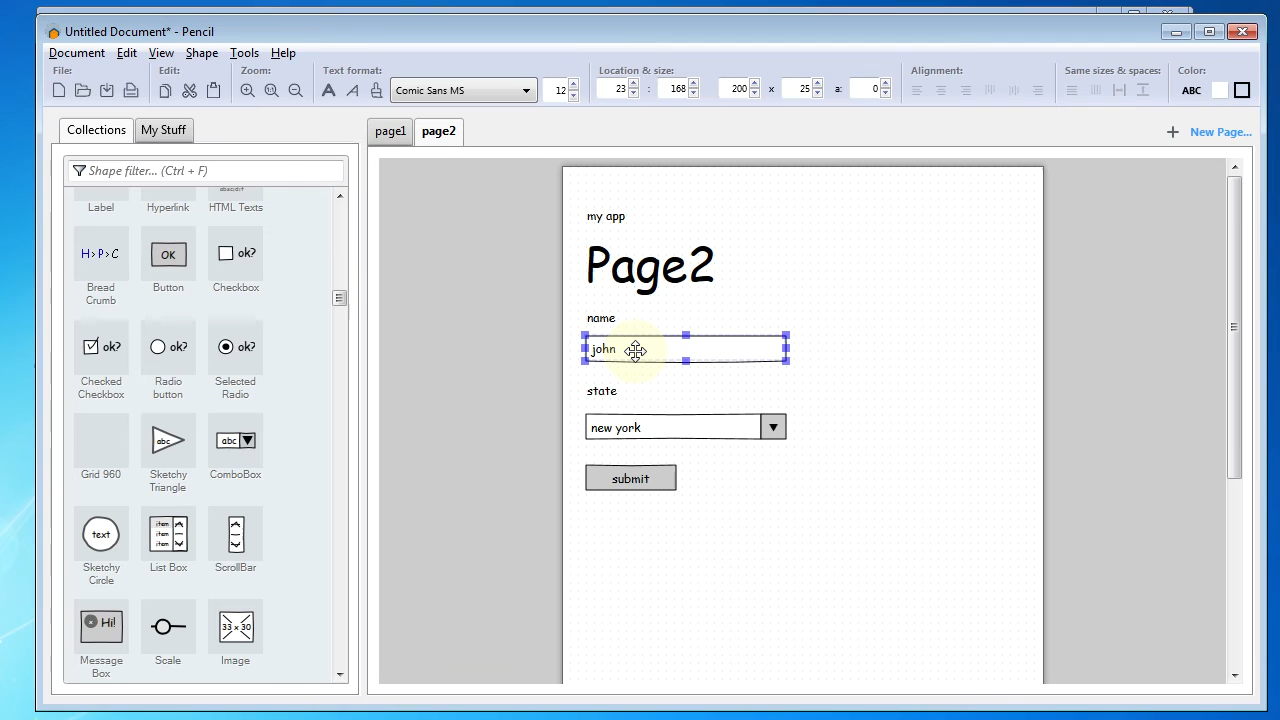 Untitled Document* - Pencil
Document Edit View Shape Tools Help
File: Edit: Zoom: Text format: Location & size: Alignment: Same sizes & spaces: Color:
Comic Sans MS 12 23 : 168 200 x 25 a: 0 ABC
Collections My Stuff page1 page2 New Page...
Shape filter... (Ctrl + F)
Label Hyperlink HTML Texts
H>P>C OK ok?
Bread Crumb Button Checkbox
ok? ok? ok?
Checked Checkbox Radio button Selected Radio
abc abc
Grid 960 Sketchy Triangle ComboBox
text item item item
Sketchy Circle List Box ScrollBar
Hi! 33 x 30
Message Box Scale Image
my app
Page2
name
john
state
new york
submit